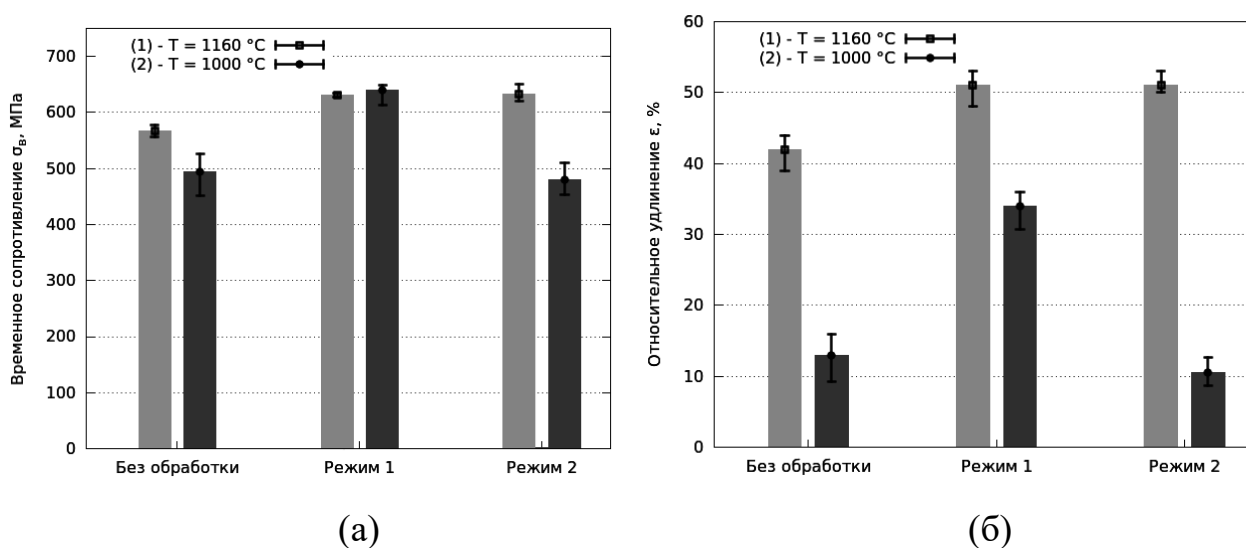 Временное сопротивление σв, МПа
700
600
500
400
300
200
100
0
(1) - T = 1160 °C
(2) - T = 1000 °C
Без обработки Режим 1 Режим 2
(а)
Относительное удлинение ε, %
60
50
40
30
20
10
0
(1) - T = 1160 °C
(2) - T = 1000 °C
Без обработки Режим 1 Режим 2
(б)